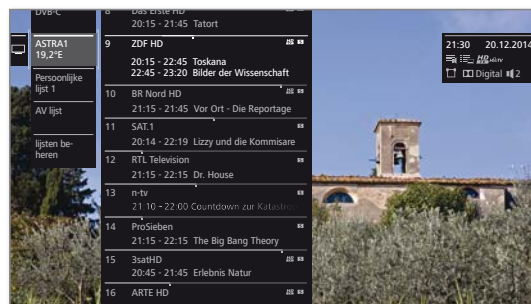 DVB-C
ASTRA1
19,2°E
Persoonlijke
lijst 1
AV lijst
lijsten be-
heren
8 Das Erste HD
20:15 - 21:45 Tatort
9 ZDF HD
20:15 - 22:45 Toskana
22:45 - 23:20 Bilder der Wissenschaft
10 BR Nord HD
21:15 - 21:45 Vor Ort - Die Reportage
11 SAT.1
20:14 - 22:19 Lizzy und die Kommisare
12 RTL Television
21:15 - 22:15 Dr. House
13 n-tv
21:10 - 22:00 Countdown zur Katastrop
14 ProSieben
21:15 - 22:15 The Big Bang Theory
15 3satHD
20:45 - 21:45 Erlebnis Natur
16 ARTE HD
21:30 20.12.2014
HD HDTV
Digital 2